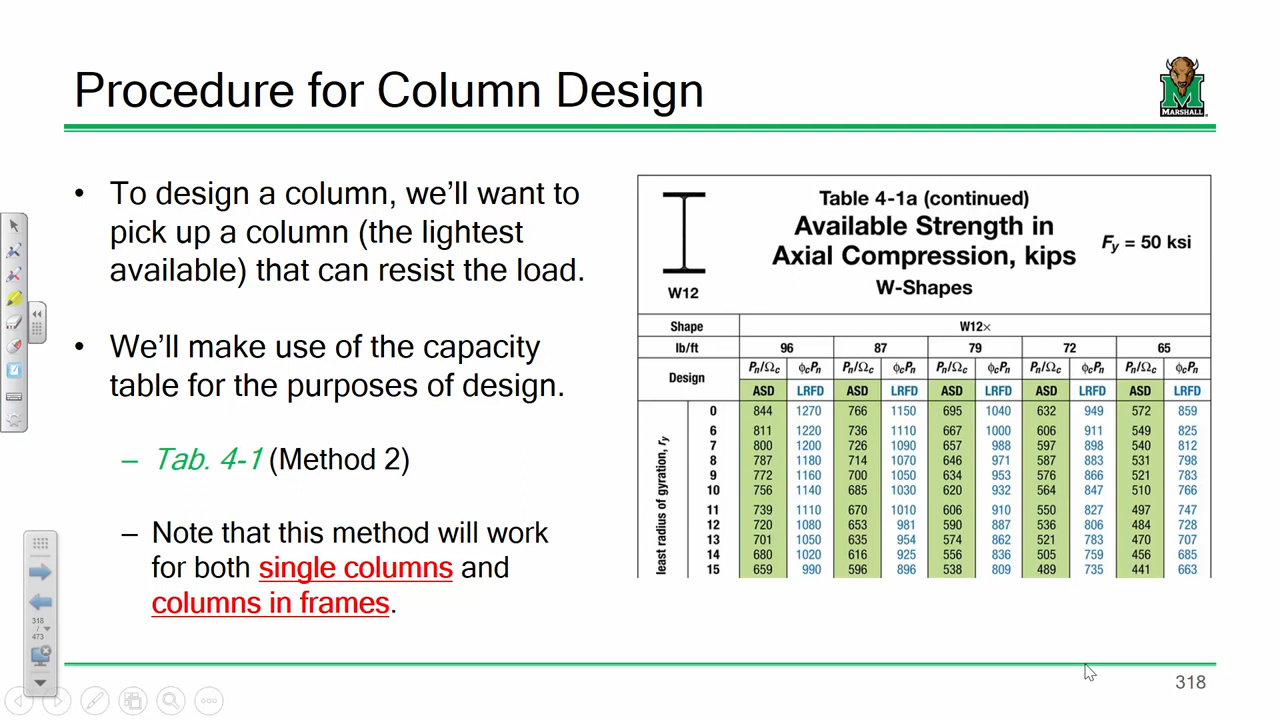 Procedure for Column Design
MARSHALL
• To design a column, we’ll want to
pick up a column (the lightest
available) that can resist the load.
• We’ll make use of the capacity
table for the purposes of design.
– Tab. 4-1 (Method 2)
– Note that this method will work
for both single columns and
columns in frames.
W12
Table 4-1a (continued)
Available Strength in
Axial Compression, kips
W-Shapes
Fy = 50 ksi
Shape W12×
lb/ft 96 87 79 72 65
Design Pn/Ωc ϕcPn Pn/Ωc ϕcPn Pn/Ωc ϕcPn Pn/Ωc ϕcPn Pn/Ωc ϕcPn
ASD LRFD ASD LRFD ASD LRFD ASD LRFD ASD LRFD
least radius of gyration, ry
0 844 1270 766 1150 695 1040 632 949 572 859
6 811 1220 736 1110 667 1000 606 911 549 825
7 800 1200 726 1090 657 988 597 898 540 812
8 787 1180 714 1070 646 971 587 883 531 798
9 772 1160 700 1050 634 953 576 866 521 783
10 756 1140 685 1030 620 932 564 847 510 766
11 739 1110 670 1010 606 910 550 827 497 747
12 720 1080 653 981 590 887 536 806 484 728
13 701 1050 635 954 574 862 521 783 470 707
14 680 1020 616 925 556 836 505 759 456 685
15 659 990 596 896 538 809 489 735 441 663
318
/
473
318